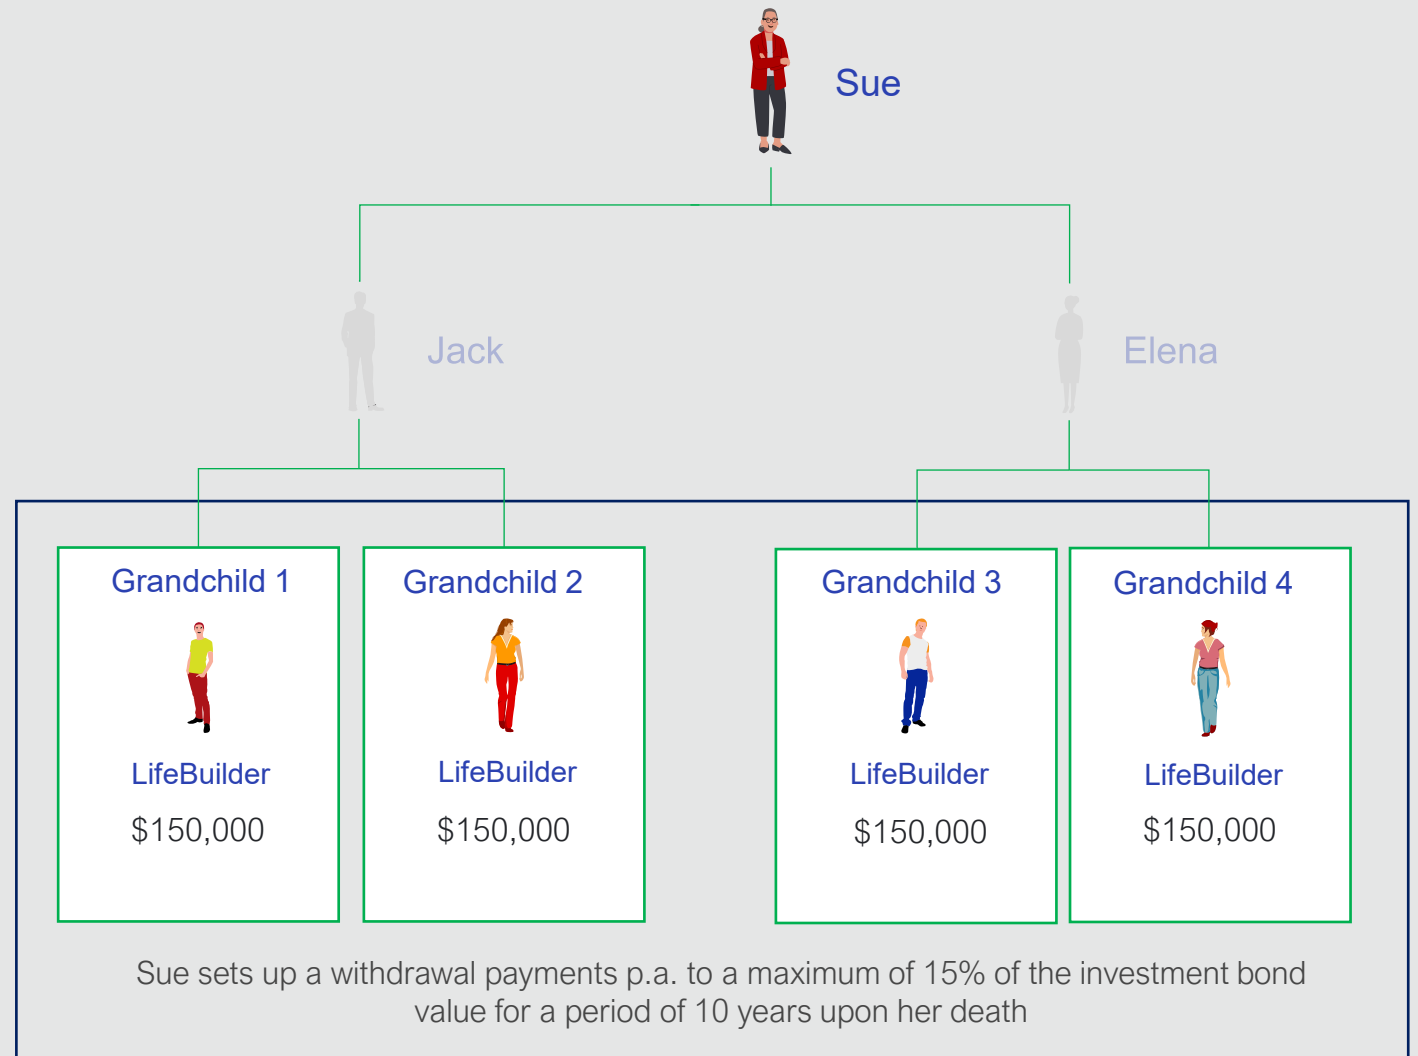 Sue
Jack
Elena
Grandchild 1
Grandchild 2
Grandchild 3
Grandchild 4
LifeBuilder
LifeBuilder
LifeBuilder
LifeBuilder
$150,000
$150,000
$150,000
$150,000
Sue sets up a withdrawal payments p.a. to a maximum of 15% of the investment bond
value for a period of 10 years upon her death